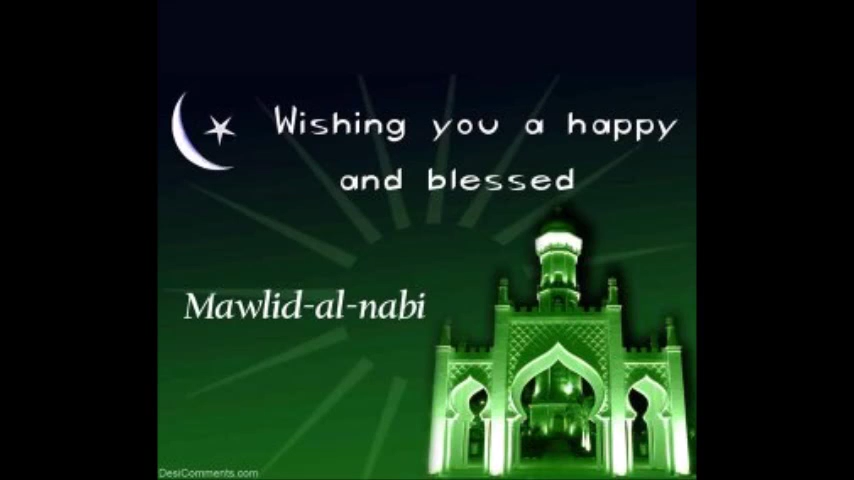 Wishing you a happy
and blessed
Mawlid-al-nabi
DesiComments.com